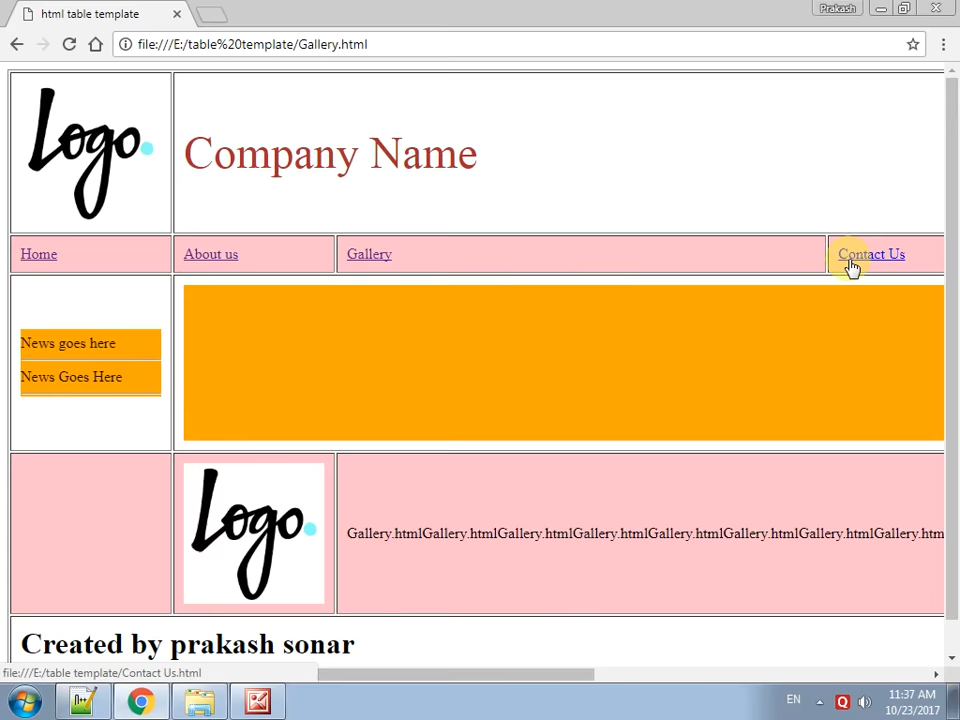 html table template
Prakash
file:///E:/table%20template/Gallery.html
Logo.
Company Name
Home
About us
Gallery
Contact Us
News goes here
News Goes Here
Logo.
Gallery.htmlGallery.htmlGallery.htmlGallery.htmlGallery.htmlGallery.htmlGallery.htmlGallery.htm
Created by prakash sonar
file:///E:/table template/Contact Us.html
EN
11:37 AM
10/23/2017